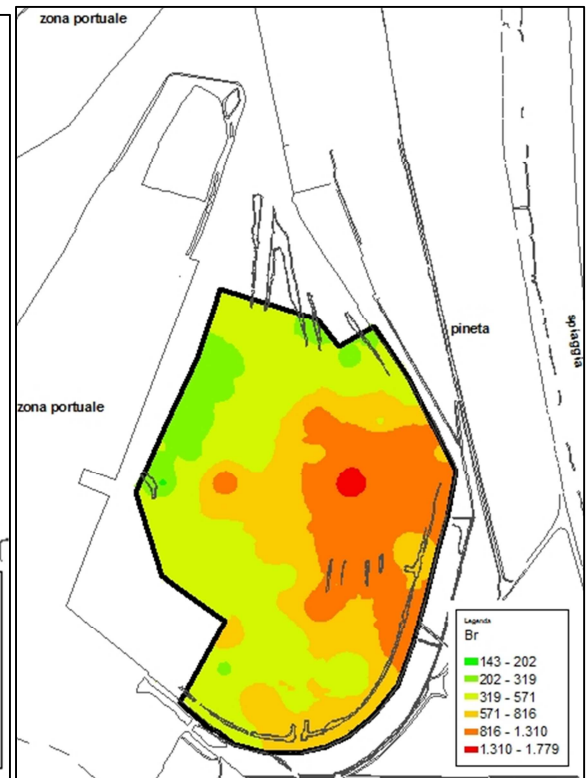 zona portuale
pineta
spiaggia
zona portuale
Legenda
Br
143 - 202
202 - 319
319 - 571
571 - 816
816 - 1.310
1.310 - 1.779